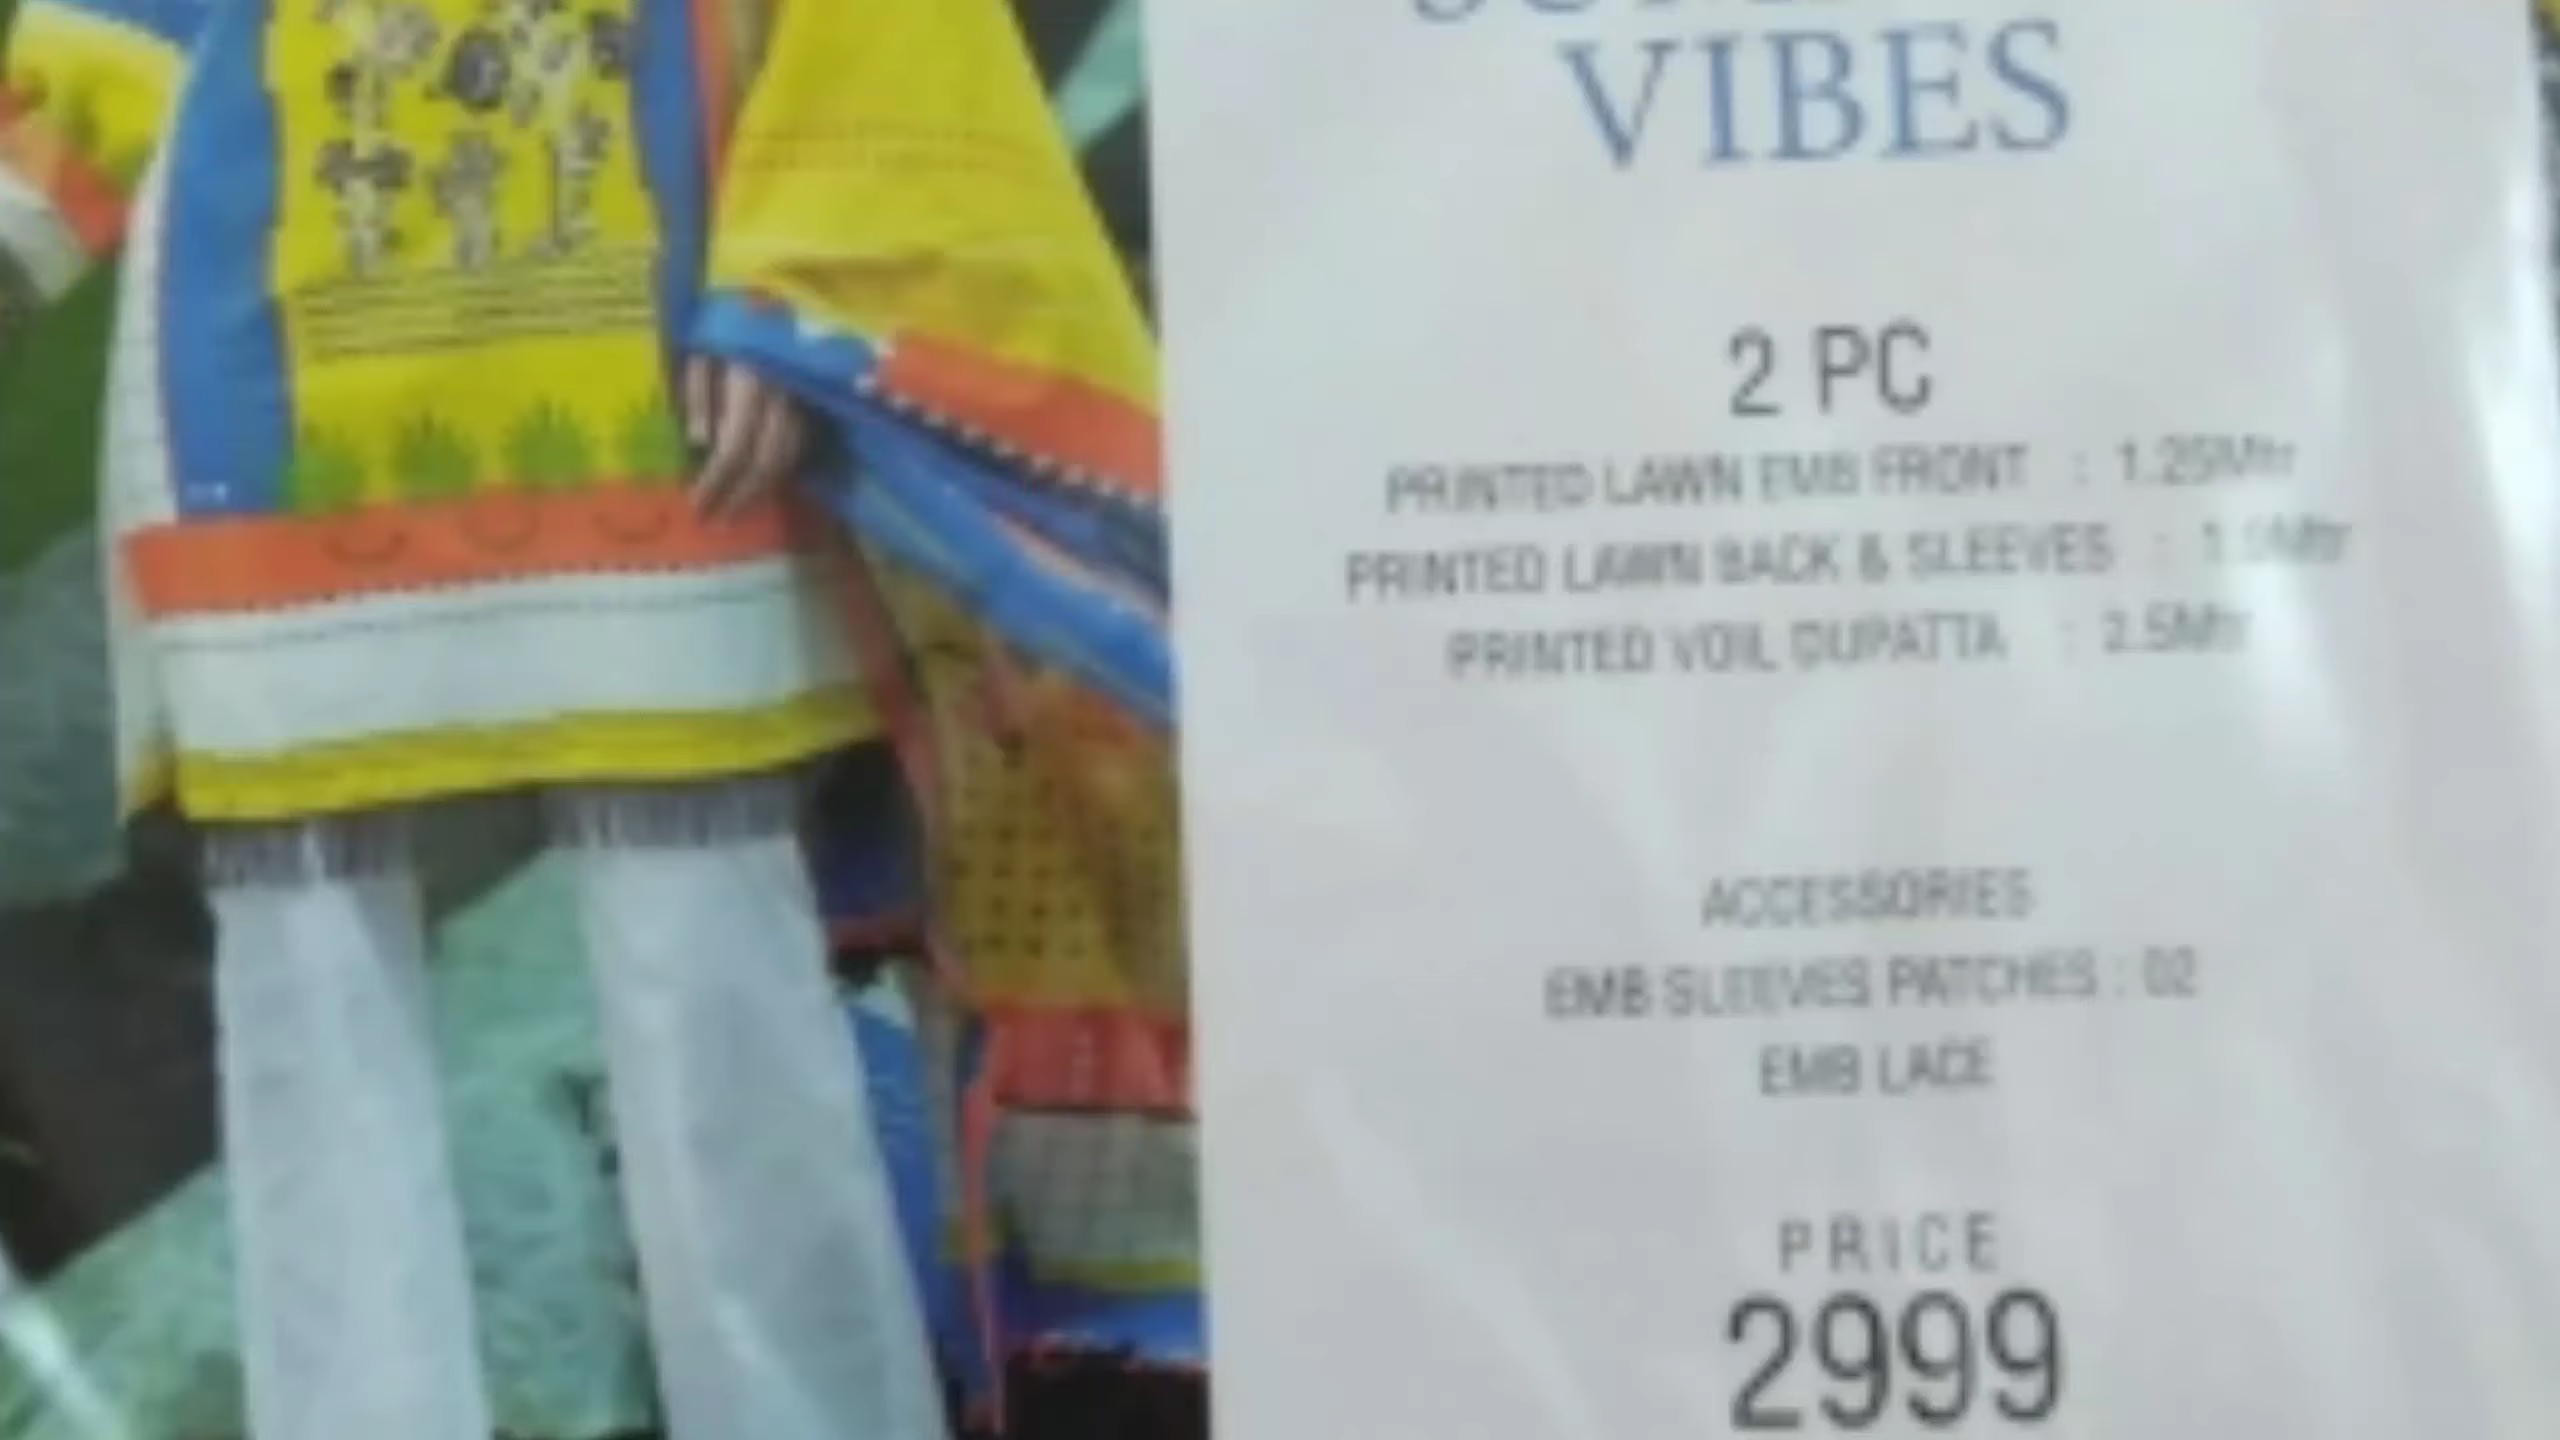 VIBES
2 PC
PRINTED LAWN EMB FRONT : 1.25Mtr
PRINTED LAWN BACK & SLEEVES :
PRINTED VOIL DUPATTA : 2.5Mtr
ACCESSORIES
EMB SLEEVES PATCHES : 02
EMB LACE
PRICE
2999